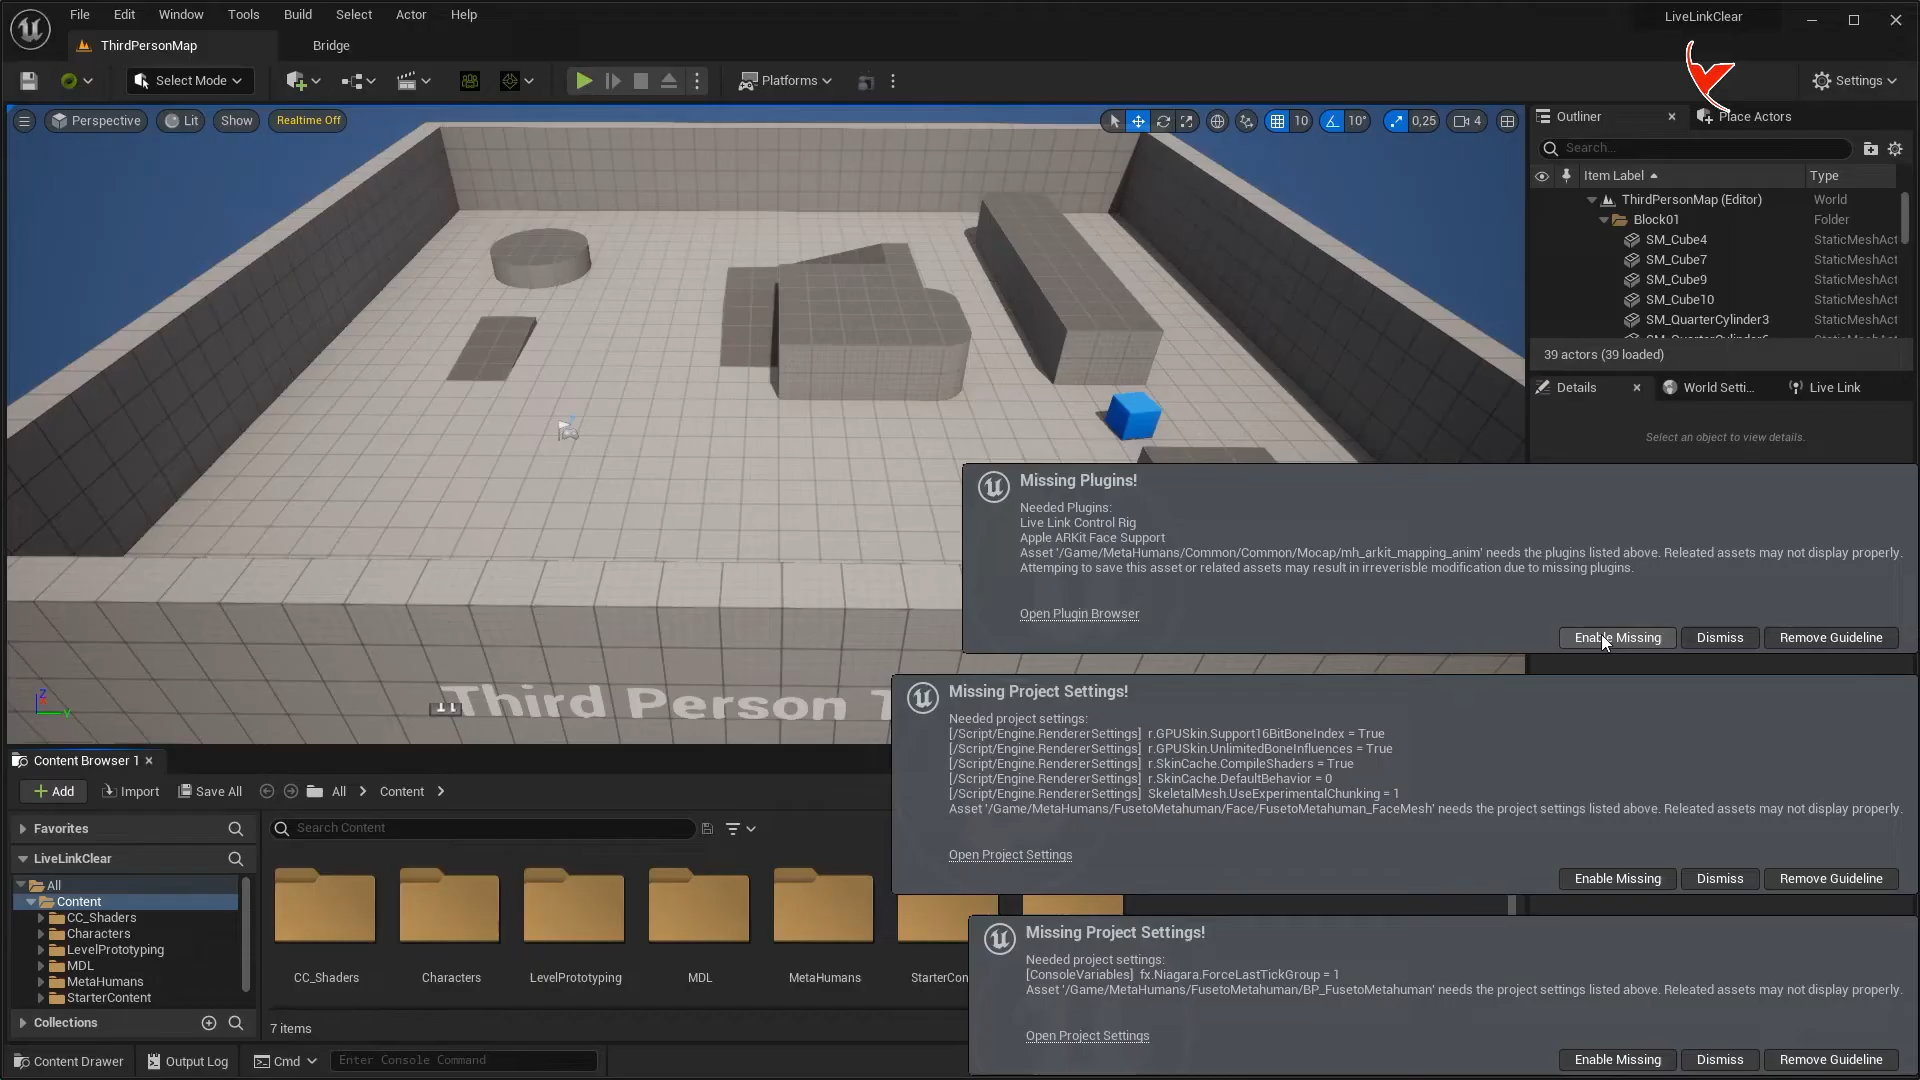 File Edit Window Tools Build Select Actor Help
LiveLinkClear
ThirdPersonMap
Bridge
Select Mode
Platforms
Settings
Perspective Lit Show Realtime Off
10 10° 0,25 4
Outliner
Place Actors
Search...
Item Label Type
ThirdPersonMap (Editor) World
Block01 Folder
SM_Cube4 StaticMeshAct
SM_Cube7 StaticMeshAct
SM_Cube9 StaticMeshAct
SM_Cube10 StaticMeshAct
SM_QuarterCylinder3 StaticMeshAct
39 actors (39 loaded)
Details World Setti... Live Link
Select an object to view details.
Missing Plugins!
Needed Plugins:
Live Link Control Rig
Apple ARKit Face Support
Asset '/Game/MetaHumans/Common/Common/Mocap/mh_arkit_mapping_anim' needs the plugins listed above. Releated assets may not display properly.
Attemping to save this asset or related assets may result in irreverisble modification due to missing plugins.
Open Plugin Browser
Enable Missing Dismiss Remove Guideline
Missing Project Settings!
Needed project settings:
[/Script/Engine.RendererSettings] r.GPUSkin.Support16BitBoneIndex = True
[/Script/Engine.RendererSettings] r.GPUSkin.UnlimitedBoneInfluences = True
[/Script/Engine.RendererSettings] r.SkinCache.CompileShaders = True
[/Script/Engine.RendererSettings] r.SkinCache.DefaultBehavior = 0
[/Script/Engine.RendererSettings] SkeletalMesh.UseExperimentalChunking = 1
Asset '/Game/MetaHumans/FusetoMetahuman/Face/FusetoMetahuman_FaceMesh' needs the project settings listed above. Releated assets may not display properly.
Open Project Settings
Enable Missing Dismiss Remove Guideline
Missing Project Settings!
Needed project settings:
[ConsoleVariables] fx.Niagara.ForceLastTickGroup = 1
Asset '/Game/MetaHumans/FusetoMetahuman/BP_FusetoMetahuman' needs the project settings listed above. Releated assets may not display properly.
Open Project Settings
Enable Missing Dismiss Remove Guideline
Third Person T
Z
Y
Content Browser 1
Add Import Save All All Content
Favorites
Search Content
LiveLinkClear
All
Content
CC_Shaders
Characters
LevelPrototyping
MDL
MetaHumans
StarterContent
Collections
CC_Shaders Characters LevelPrototyping MDL MetaHumans StarterCon
7 items
Content Drawer Output Log Cmd Enter Console Command